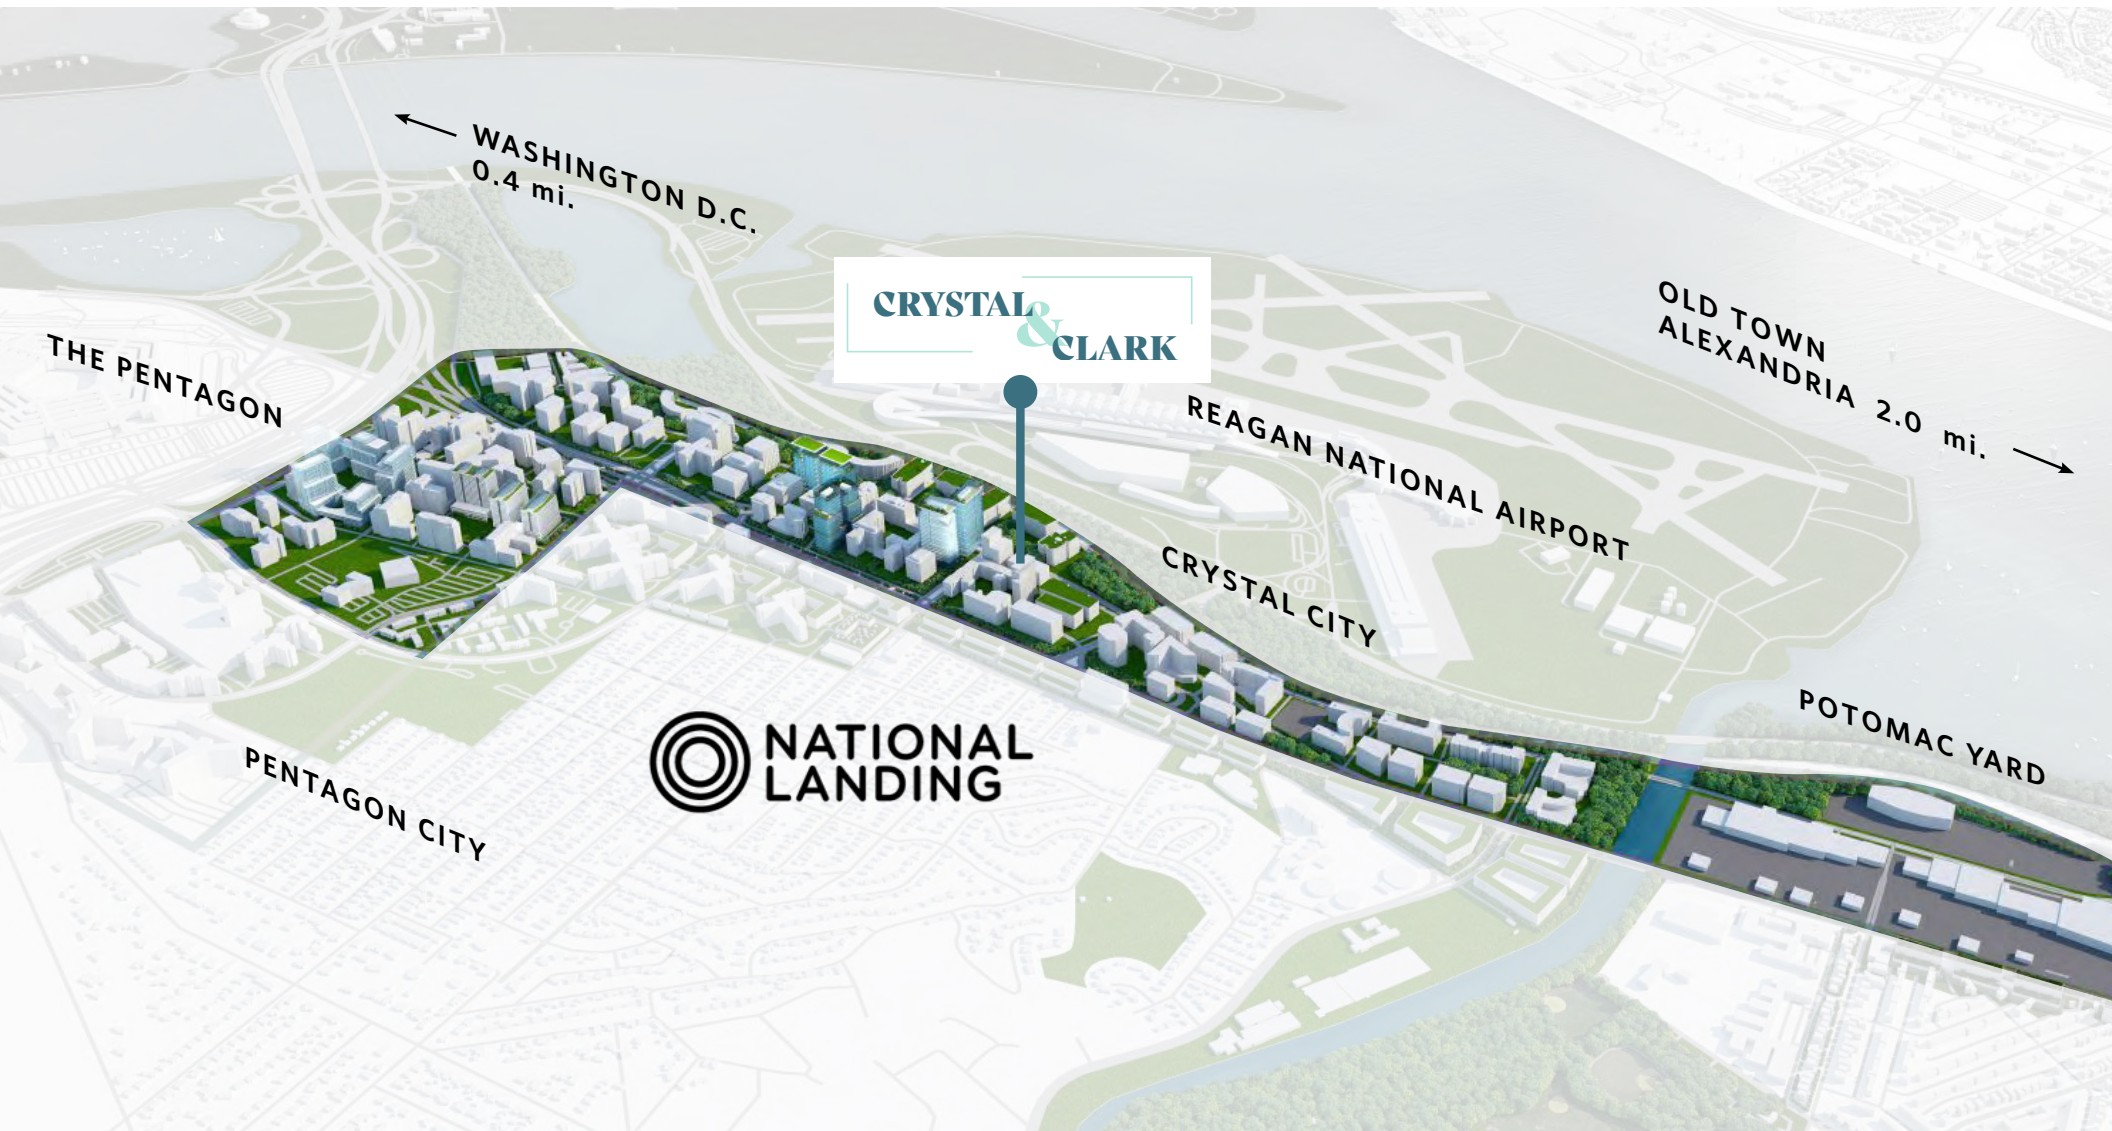 WASHINGTON D.C.
0.4 mi.
CRYSTAL
&
CLARK
OLD TOWN
ALEXANDRIA 2.0 mi.
THE PENTAGON
REAGAN NATIONAL AIRPORT
CRYSTAL CITY
POTOMAC YARD
PENTAGON CITY
NATIONAL
LANDING